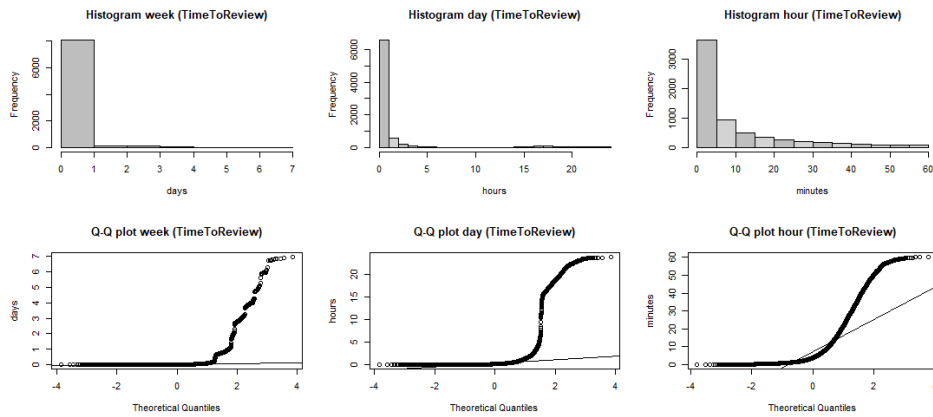 Histogram week (TimeToReview)
Frequency
0 2000 6000
0 1 2 3 4 5 6 7
days
Histogram day (TimeToReview)
Frequency
0 2000 4000 6000
0 5 10 15 20
hours
Histogram hour (TimeToReview)
Frequency
0 1000 2000 3000
0 10 20 30 40 50 60
minutes
Q-Q plot week (TimeToReview)
days
0 1 2 3 4 5 6 7
-4 -2 0 2 4
Theoretical Quantiles
Q-Q plot day (TimeToReview)
hours
0 5 10 15 20
-4 -2 0 2 4
Theoretical Quantiles
Q-Q plot hour (TimeToReview)
minutes
0 10 20 30 40 50 60
-4 -2 0 2
Theoretical Quantiles